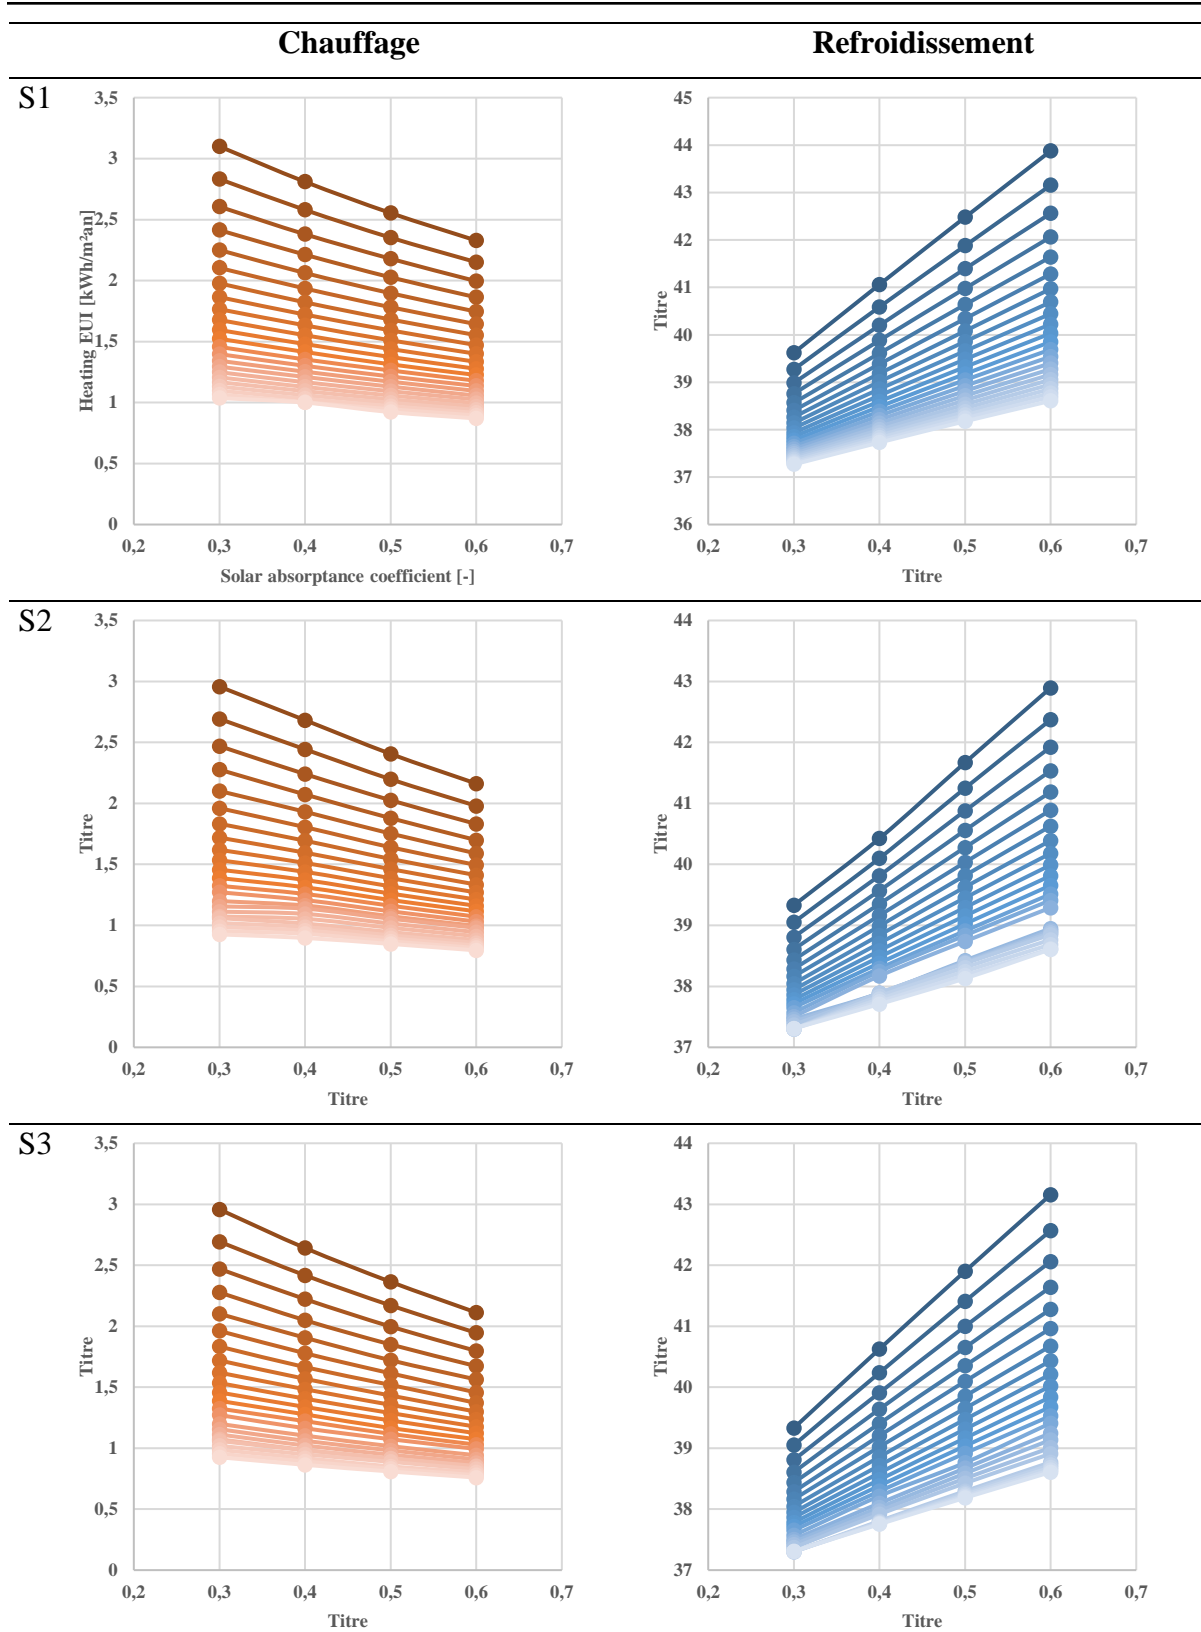 Chauffage
Refroidissement
S1
3,5
3
2,5
2
1,5
1
0,5
0
0,2 0,3 0,4 0,5 0,6 0,7
Heating EUI [kWh/m²an]
Solar absorptance coefficient [-]
45
44
43
42
41
40
39
38
37
36
0,2 0,3 0,4 0,5 0,6 0,7
Titre
Titre
S2
3,5
3
2,5
2
1,5
1
0,5
0
0,2 0,3 0,4 0,5 0,6 0,7
Titre
Titre
44
43
42
41
40
39
38
37
0,2 0,3 0,4 0,5 0,6 0,7
Titre
Titre
S3
3,5
3
2,5
2
1,5
1
0,5
0
0,2 0,3 0,4 0,5 0,6 0,7
Titre
Titre
44
43
42
41
40
39
38
37
0,2 0,3 0,4 0,5 0,6 0,7
Titre
Titre